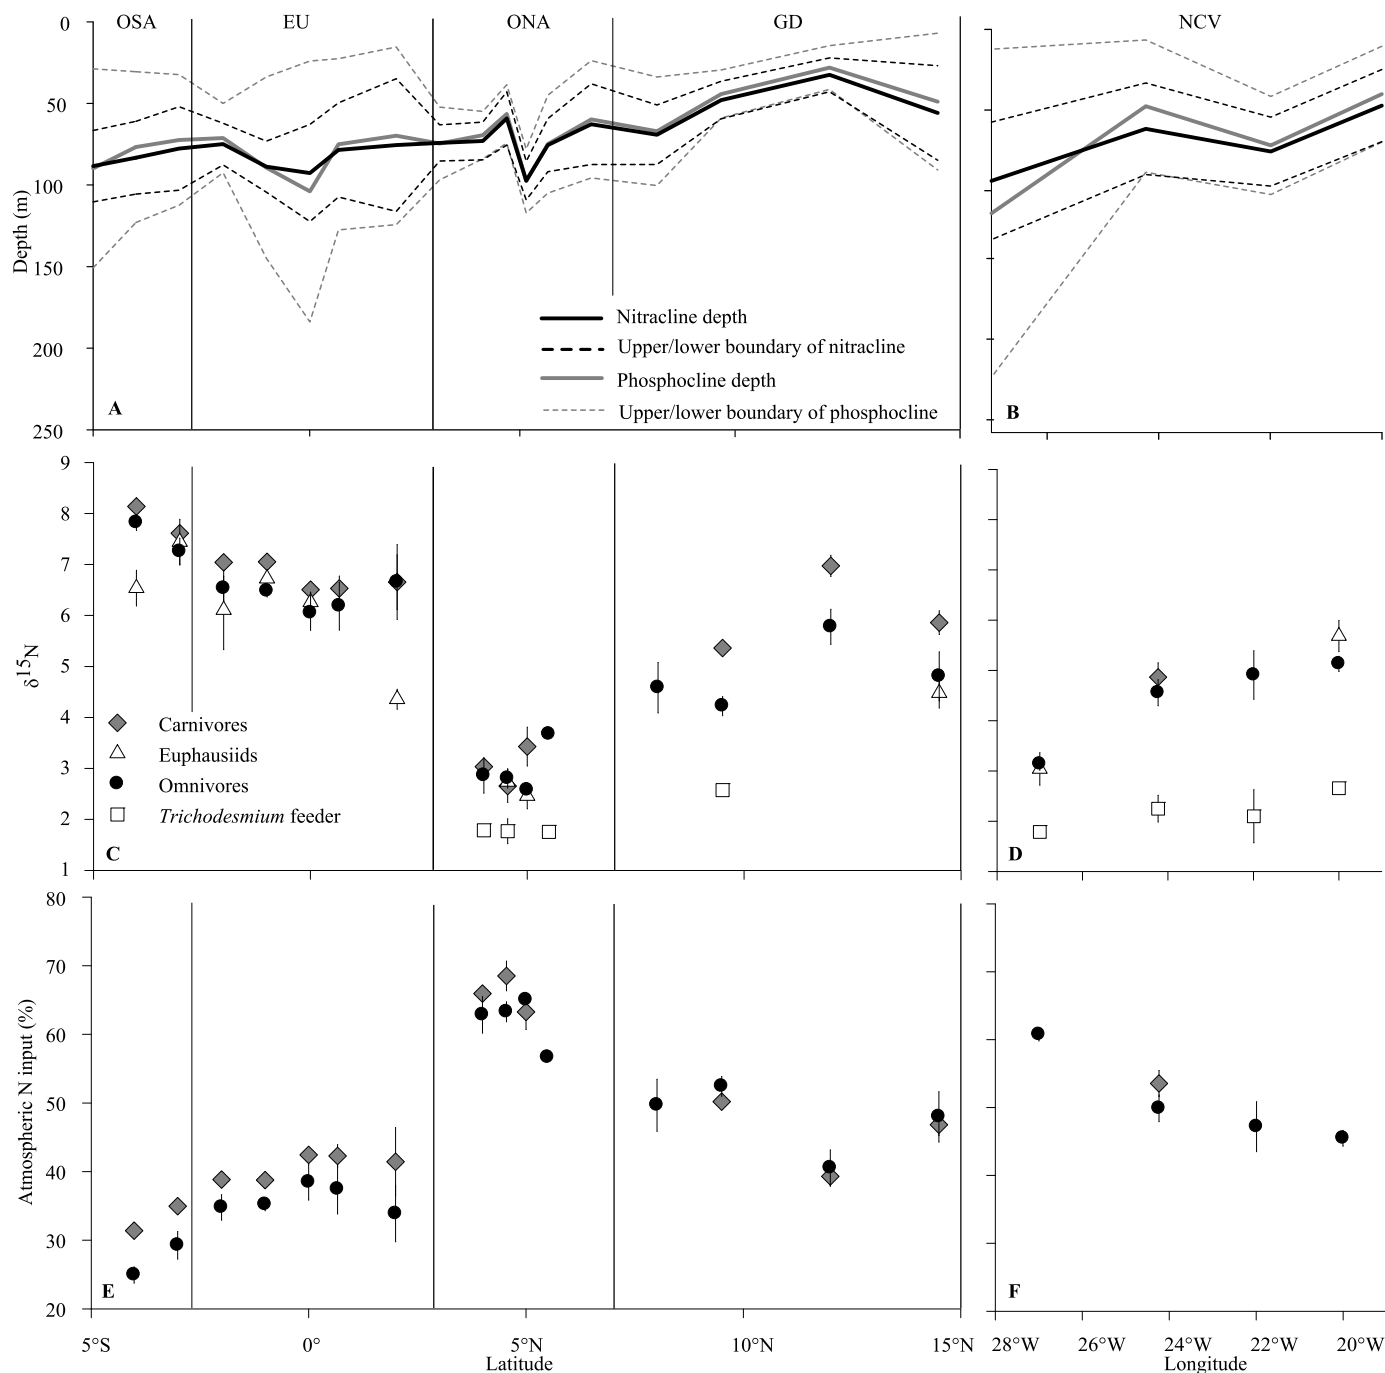 OSA EU ONA GD NCV
0
50
100
150
200
250
Depth (m)
Nitracline depth
Upper/lower boundary of nitracline
Phosphocline depth
Upper/lower boundary of phosphocline
A
B
9
8
7
6
5
4
3
2
1
δ15N
Carnivores
Euphausiids
Omnivores
Trichodesmium feeder
C
D
80
70
60
50
40
30
20
Atmospheric N input (%)
E
F
5°S 0° 5°N 10°N 15°N 28°W 26°W 24°W 22°W 20°W
Latitude
Longitude